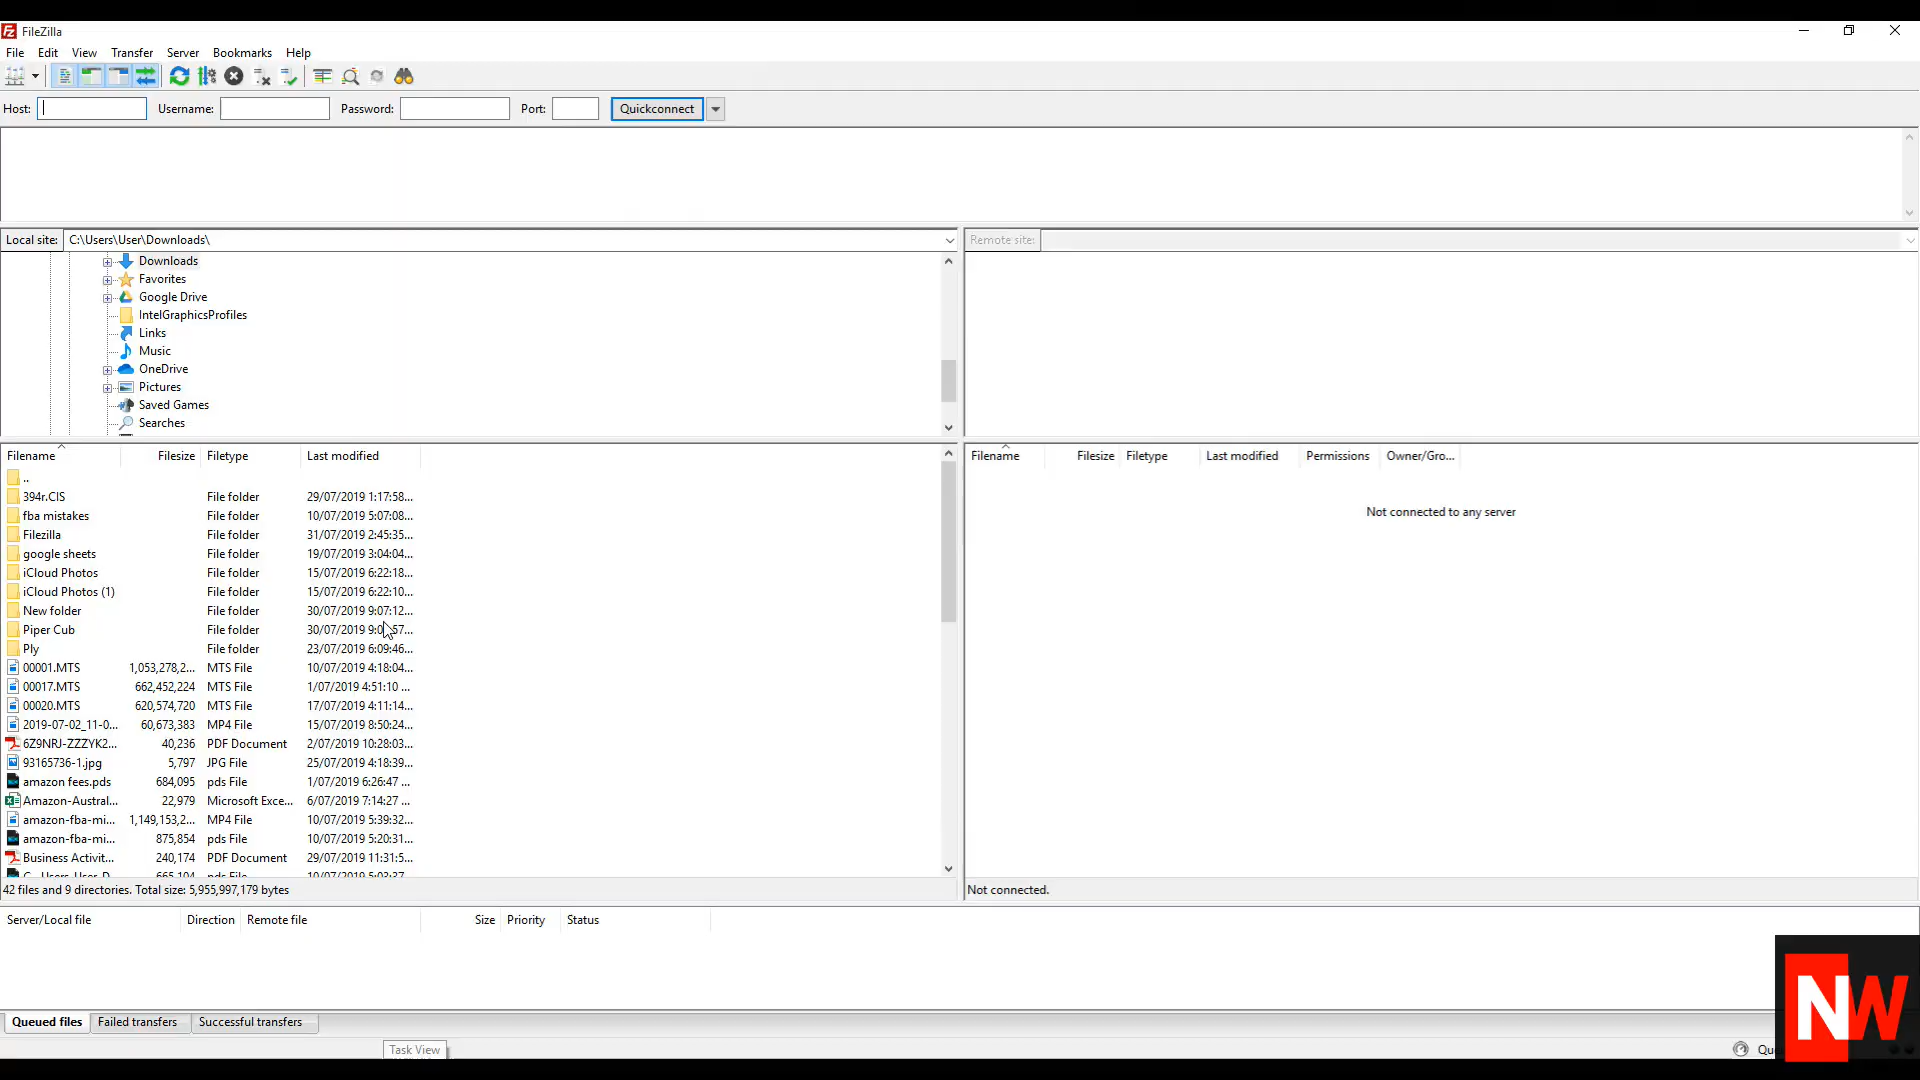 FileZilla
File Edit View Transfer Server Bookmarks Help
Host: Username: Password: Port: Quickconnect
Local site: C:\Users\User\Downloads\
Remote site:
Downloads
Favorites
Google Drive
IntelGraphicsProfiles
Links
Music
OneDrive
Pictures
Saved Games
Searches
Filename Filesize Filetype Last modified
..
394r.CIS File folder 29/07/2019 1:17:58...
fba mistakes File folder 10/07/2019 5:07:08...
Filezilla File folder 31/07/2019 2:45:35...
google sheets File folder 19/07/2019 3:04:04...
iCloud Photos File folder 15/07/2019 6:22:18...
iCloud Photos (1) File folder 15/07/2019 6:22:10...
New folder File folder 30/07/2019 9:07:12...
Piper Cub File folder 30/07/2019
Ply File folder 23/07/2019 6:09:46...
00001.MTS 1,053,278,2... MTS File 10/07/2019 4:18:04...
00017.MTS 662,452,224 MTS File 1/07/2019 4:51:10 ...
00020.MTS 620,574,720 MTS File 17/07/2019 4:11:14...
2019-07-02_11-0... 60,673,383 MP4 File 15/07/2019 8:50:24...
6Z9NRJ-ZZZYK2... 40,236 PDF Document 2/07/2019 10:28:03...
93165736-1.jpg 5,797 JPG File 25/07/2019 4:18:39...
amazon fees.pds 684,095 pds File 1/07/2019 6:26:47 ...
Amazon-Austral... 22,979 Microsoft Exce... 6/07/2019 7:14:27 ...
amazon-fba-mi... 1,149,153,2... MP4 File 10/07/2019 5:39:32...
amazon-fba-mi... 875,854 pds File 10/07/2019 5:20:31...
Business Activit... 240,174 PDF Document 29/07/2019 11:31:5...
42 files and 9 directories. Total size: 5,955,997,179 bytes
Filename Filesize Filetype Last modified Permissions Owner/Gro...
Not connected to any server
Not connected.
Server/Local file Direction Remote file Size Priority Status
Queued files Failed transfers Successful transfers
Task View
NW